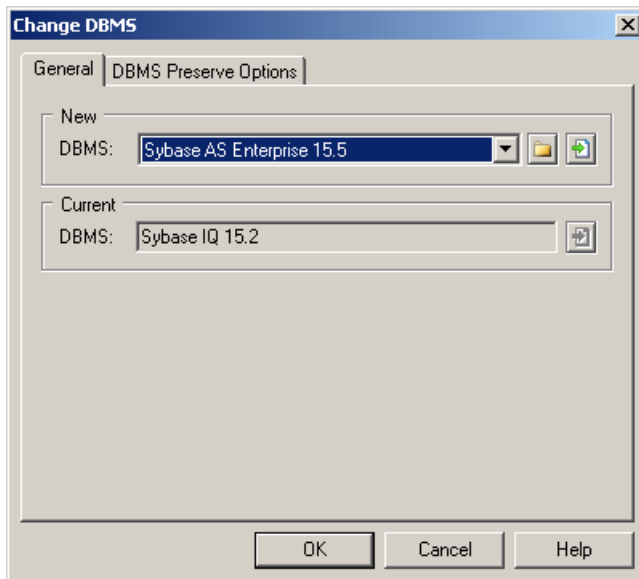 Change DBMS
General DBMS Preserve Options
New
DBMS: Sybase AS Enterprise 15.5
Current
DBMS: Sybase IQ 15.2
OK Cancel Help